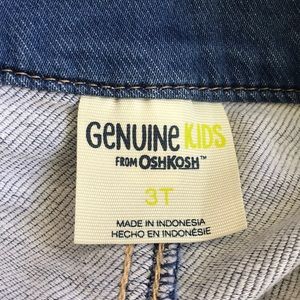 GENUINE KIDS
FROM OSHKOSH™
3T
MADE IN INDONESIA
HECHO EN INDONÉSIE